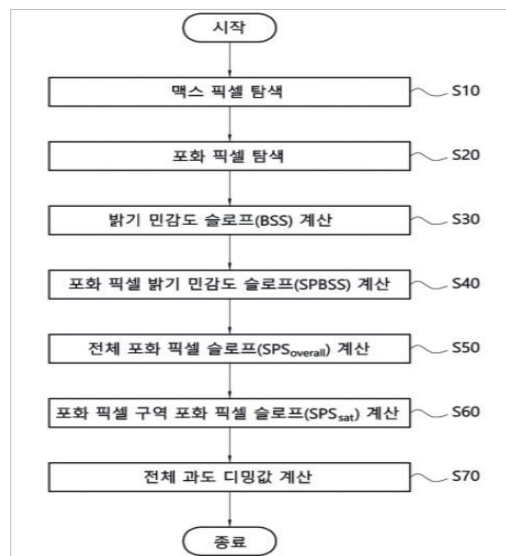 시작
맥스 픽셀 탐색 S10
포화 픽셀 탐색 S20
밝기 민감도 슬로프(BSS) 계산 S30
포화 픽셀 밝기 민감도 슬로프(SPBSS) 계산 S40
전체 포화 픽셀 슬로프(SPSoverall) 계산 S50
포화 픽셀 구역 포화 픽셀 슬로프(SPSsat) 계산 S60
전체 과도 디밍값 계산 S70
종료